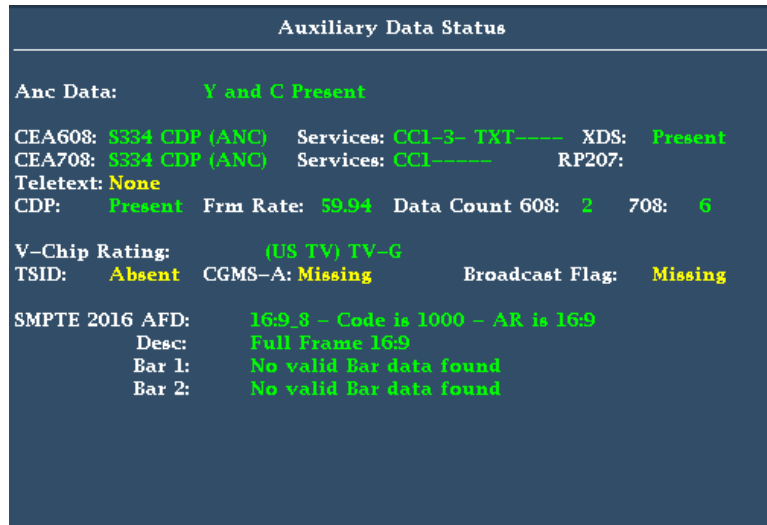 Auxiliary Data Status
Anc Data: Y and C Present
CEA608: S334 CDP (ANC) Services: CC1-3- TXT---- XDS: Present
CEA708: S334 CDP (ANC) Services: CC1----- RP207:
Teletext: None
CDP: Present Frm Rate: 59.94 Data Count 608: 2 708: 6
V-Chip Rating: (US TV) TV-G
TSID: Absent CGMS-A: Missing Broadcast Flag: Missing
SMPTE 2016 AFD: 16:9_8 - Code is 1000 - AR is 16:9
Desc: Full Frame 16:9
Bar 1: No valid Bar data found
Bar 2: No valid Bar data found